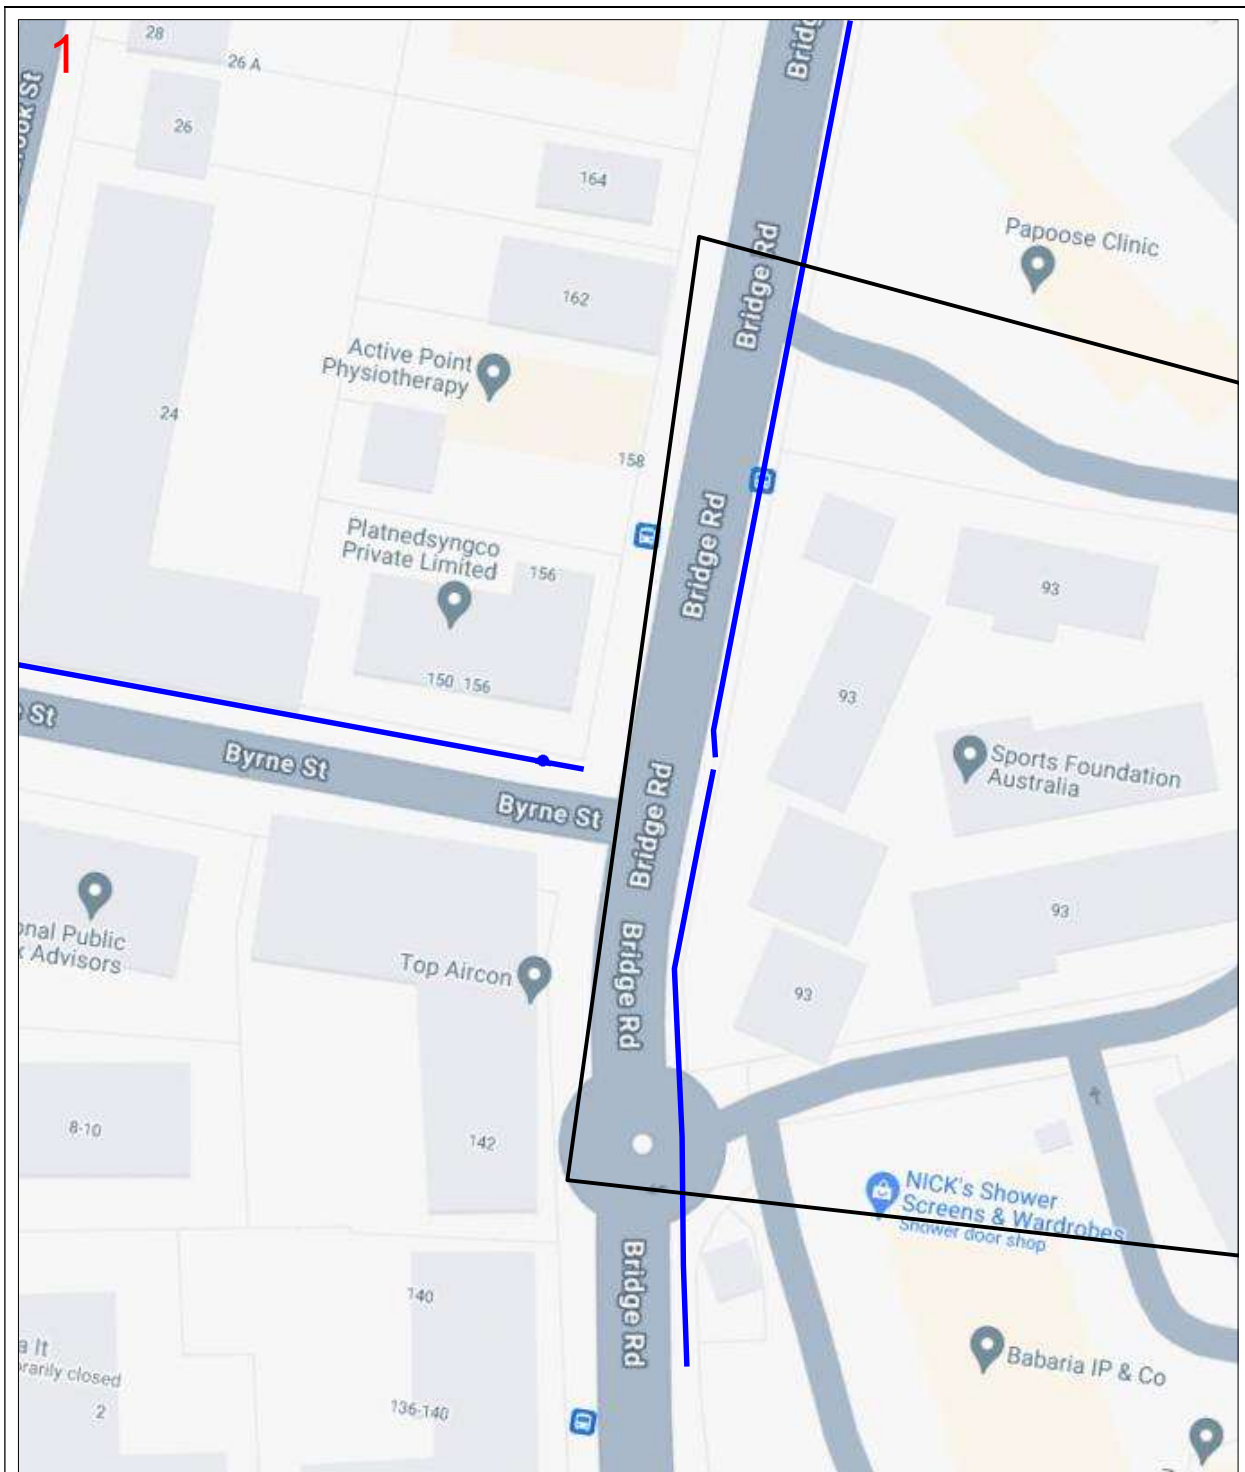 1
28
26 A
26
164
162
Papoose Clinic
Bridge Rd
Active Point
Physiotherapy
24
158
Bridge Rd
Platnedsyngco
Private Limited
156
150
156
93
93
St
Byrne St
Byrne St
Bridge Rd
Sports Foundation
Australia
93
93
Public
Advisors
Top Aircon
Bridge Rd
8-10
142
NICK's Shower
Screens & Wardrobes
Shower door shop
Bridge Rd
140
It
closed
2
136-140
Babaria IP & Co